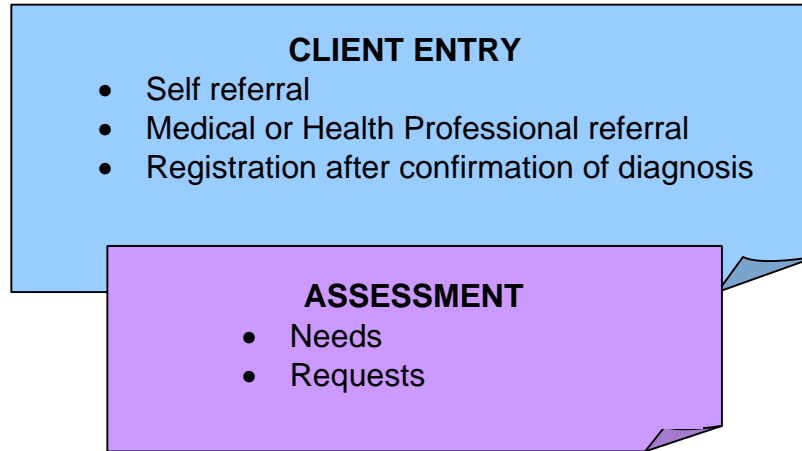 CLIENT ENTRY
• Self referral
• Medical or Health Professional referral
• Registration after confirmation of diagnosis
ASSESSMENT
• Needs
• Requests